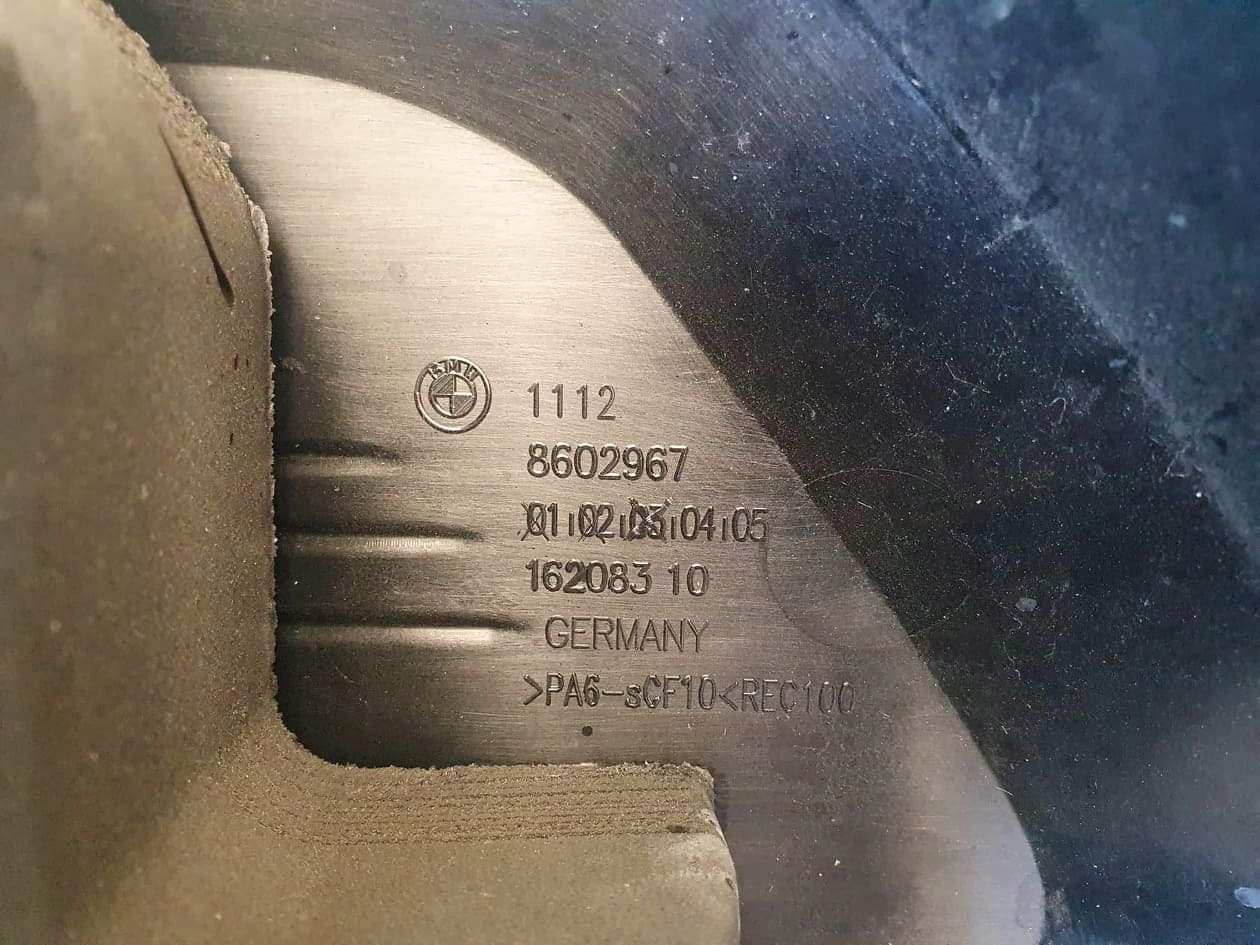 BMW 1112
8602967
01 02 03 04 05
162083 10
GERMANY
>PA6-sCF10<REC100